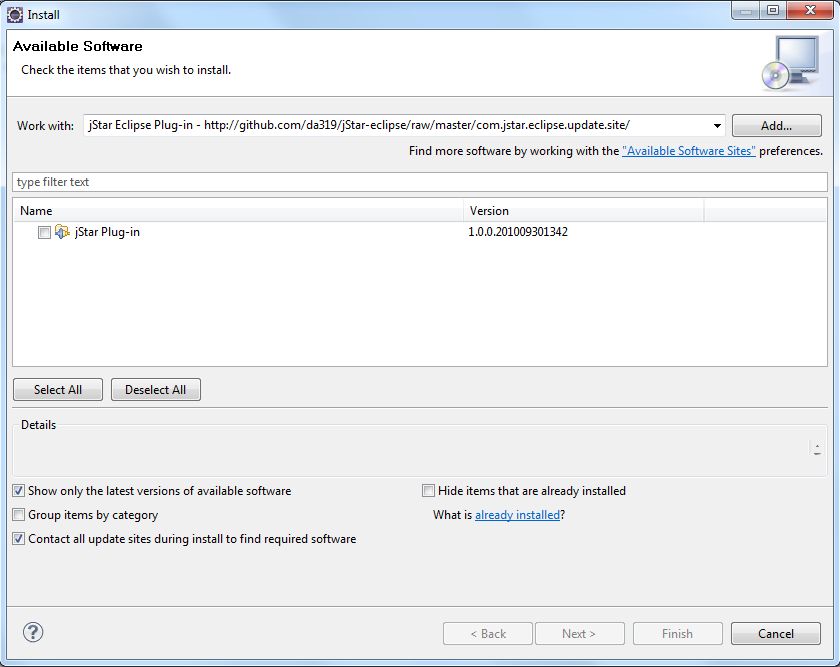 Install
Available Software
Check the items that you wish to install.
Work with: jStar Eclipse Plug-in - http://github.com/da319/jStar-eclipse/raw/master/com.jstar.eclipse.update.site/ Add...
Find more software by working with the "Available Software Sites" preferences.
type filter text
Name Version
jStar Plug-in 1.0.0.201009301342
Select All Deselect All
Details
Show only the latest versions of available software Hide items that are already installed
Group items by category What is already installed?
Contact all update sites during install to find required software
? < Back Next > Finish Cancel